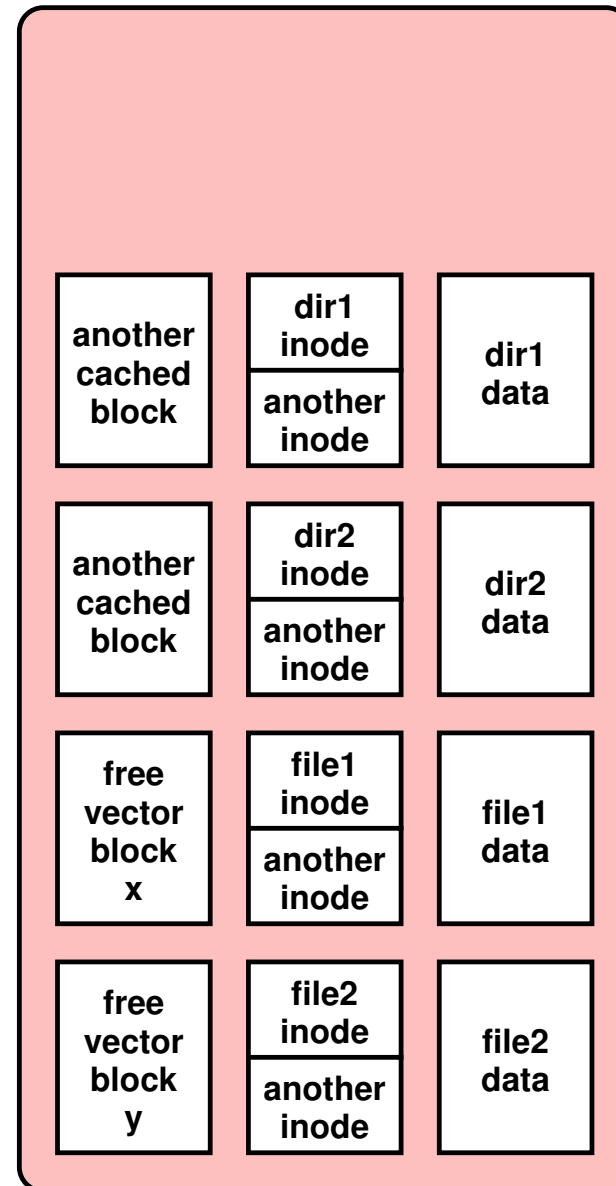 another
cached
block
dir1
inode
another
inode
dir1
data
another
cached
block
dir2
inode
another
inode
dir2
data
free
vector
block
x
file1
inode
another
inode
file1
data
free
vector
block
y
file2
inode
another
inode
file2
data